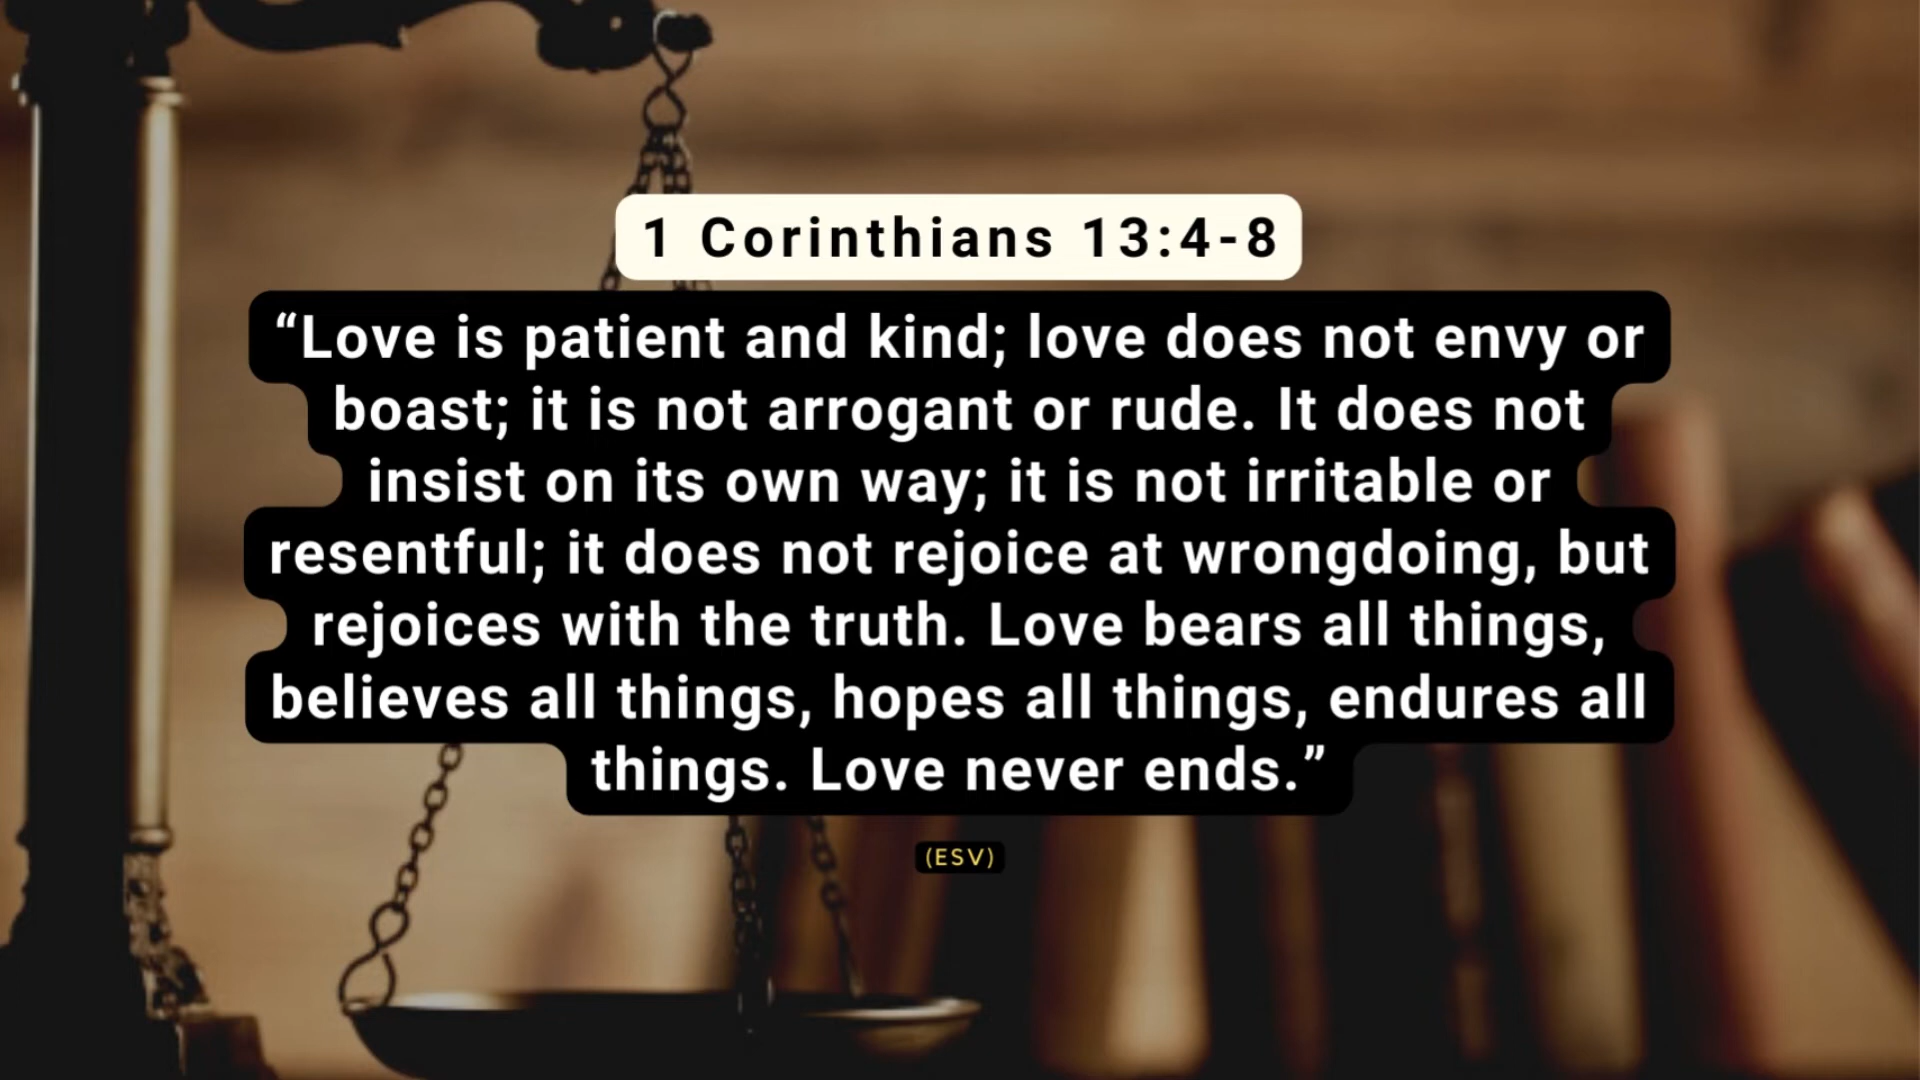 1 Corinthians 13:4-8
“Love is patient and kind; love does not envy or
boast; it is not arrogant or rude. It does not
insist on its own way; it is not irritable or
resentful; it does not rejoice at wrongdoing, but
rejoices with the truth. Love bears all things,
believes all things, hopes all things, endures all
things. Love never ends.”
(ESV)